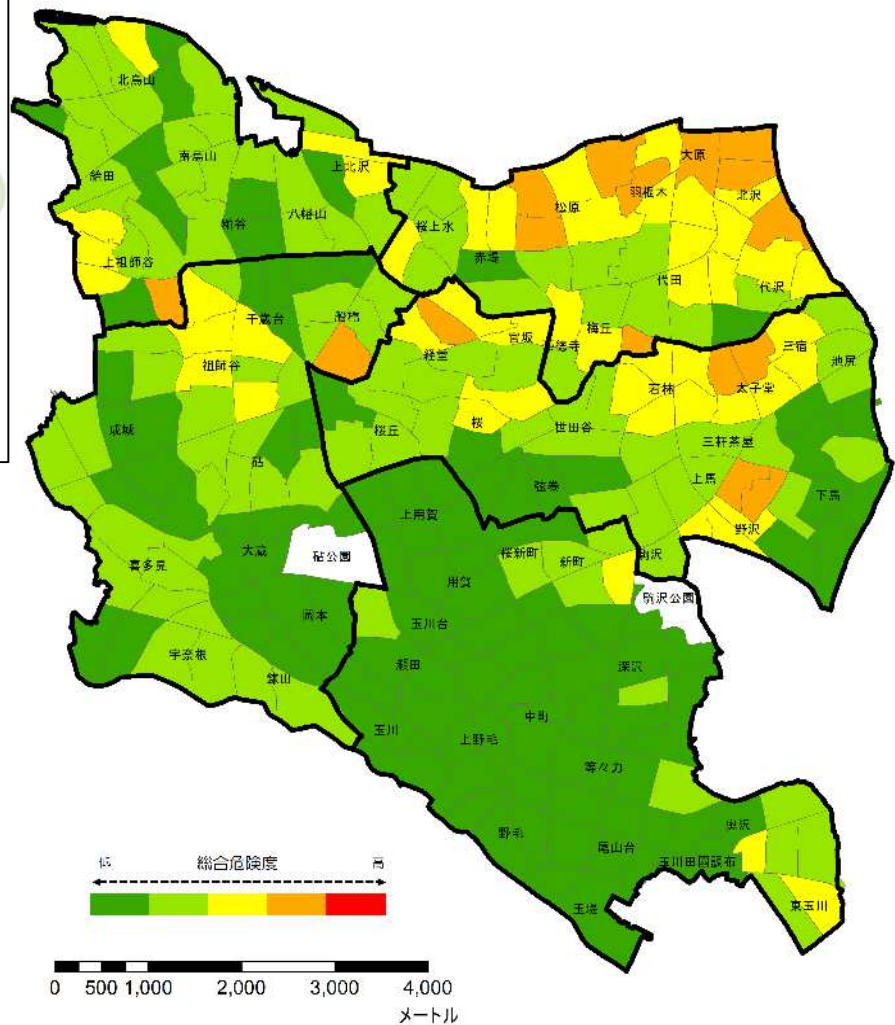 北烏山
南烏山
上北沢
給田
粕谷
八幡山
上祖師谷
桜上水
松原
羽根木
大原
北沢
赤堤
代田
代沢
千歳台
船橋
祖師谷
経堂
宮坂
豪徳寺
梅丘
若林
太子堂
三宿
池尻
成城
砧
桜丘
桜
世田谷
三軒茶屋
上馬
下馬
野沢
弦巻
上用賀
駒沢
桜新町
新町
大蔵
砧公園
喜多見
用賀
駒沢公園
岡本
玉川台
宇奈根
鎌田
瀬田
深沢
中町
玉川
上野毛
等々力
野毛
尾山台
奥沢
玉川田園調布
玉堤
東玉川
低 総合危険度 高
0 500 1,000 2,000 3,000 4,000
メートル